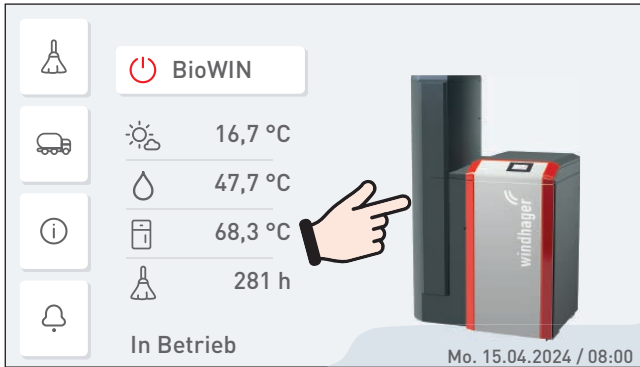 BioWIN
16,7 °C
47,7 °C
68,3 °C
281 h
In Betrieb
windhager
Mo. 15.04.2024 / 08:00